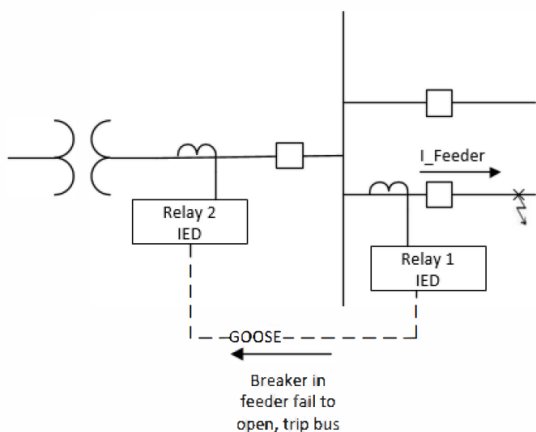 I_Feeder
Relay 2
IED
Relay 1
IED
GOOSE
Breaker in
feeder fail to
open, trip bus